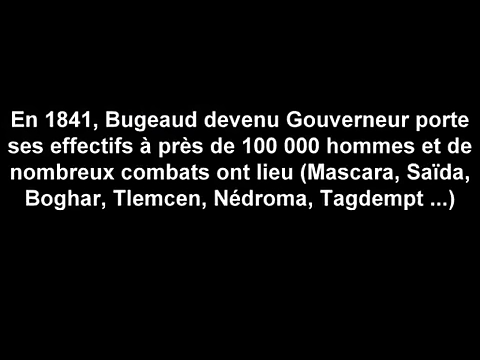 En 1841, Bugeaud devenu Gouverneur porte
ses effectifs à près de 100 000 hommes et de
nombreux combats ont lieu (Mascara, Saïda,
Boghar, Tlemcen, Nédroma, Tagdempt ...)